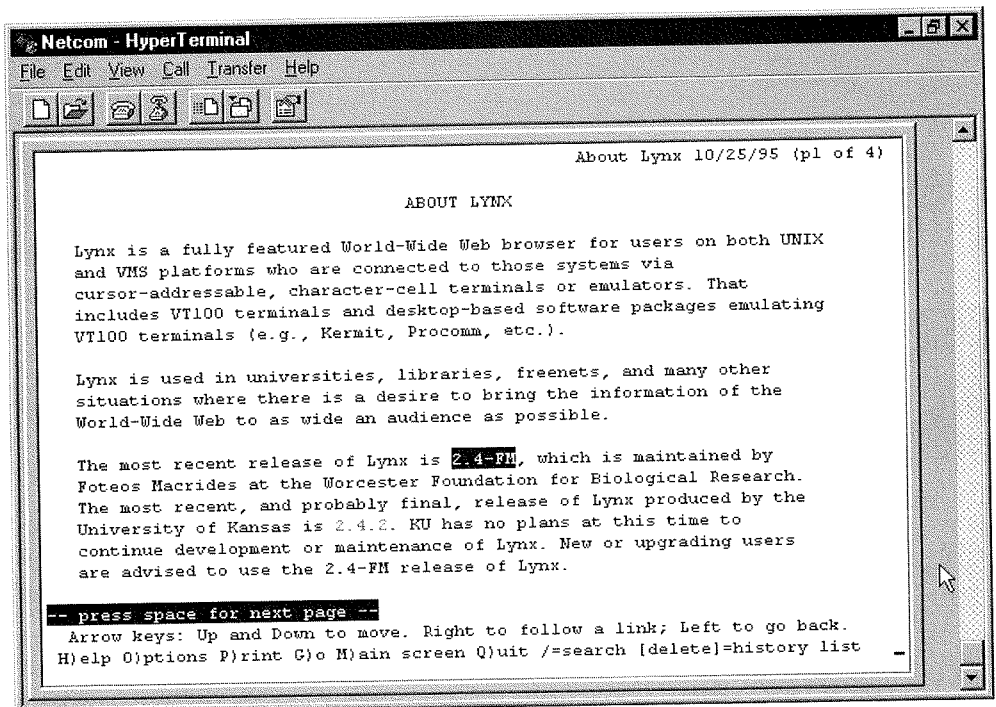 Netcom - HyperTerminal
File Edit View Call Transfer Help
About Lynx 10/25/95 (p1 of 4)
ABOUT LYNX
Lynx is a fully featured World-Wide Web browser for users on both UNIX
and VMS platforms who are connected to those systems via
cursor-addressable, character-cell terminals or emulators. That
includes VT100 terminals and desktop-based software packages emulating
VT100 terminals (e.g., Kermit, Procomm, etc.).
Lynx is used in universities, libraries, freenets, and many other
situations where there is a desire to bring the information of the
World-Wide Web to as wide an audience as possible.
The most recent release of Lynx is 2.4-FM, which is maintained by
Foteos Macrides at the Worcester Foundation for Biological Research.
The most recent, and probably final, release of Lynx produced by the
University of Kansas is 2.4.2. KU has no plans at this time to
continue development or maintenance of Lynx. New or upgrading users
are advised to use the 2.4-FM release of Lynx.
-- press space for next page --
Arrow keys: Up and Down to move. Right to follow a link; Left to go back.
H)elp O)ptions P)rint G)o M)ain screen Q)uit /=search [delete]=history list